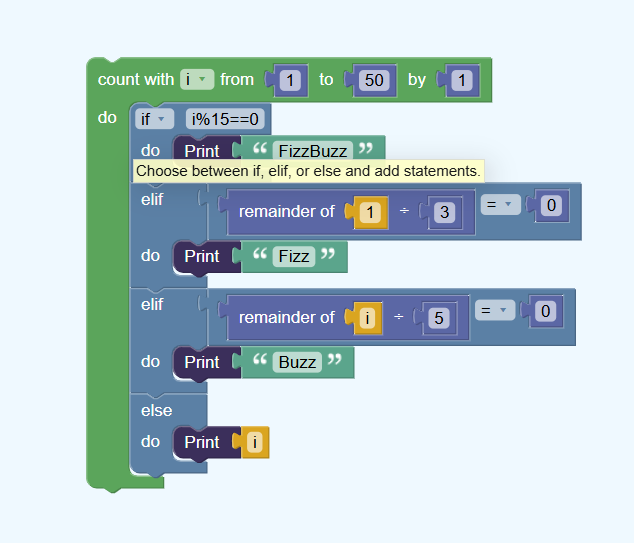 count with i from 1 to 50 by 1
do if i%15==0
do Print “ FizzBuzz ”
Choose between if, elif, or else and add statements.
elif remainder of 1 ÷ 3 = 0
do Print “ Fizz ”
elif remainder of i ÷ 5 = 0
do Print “ Buzz ”
else
do Print i